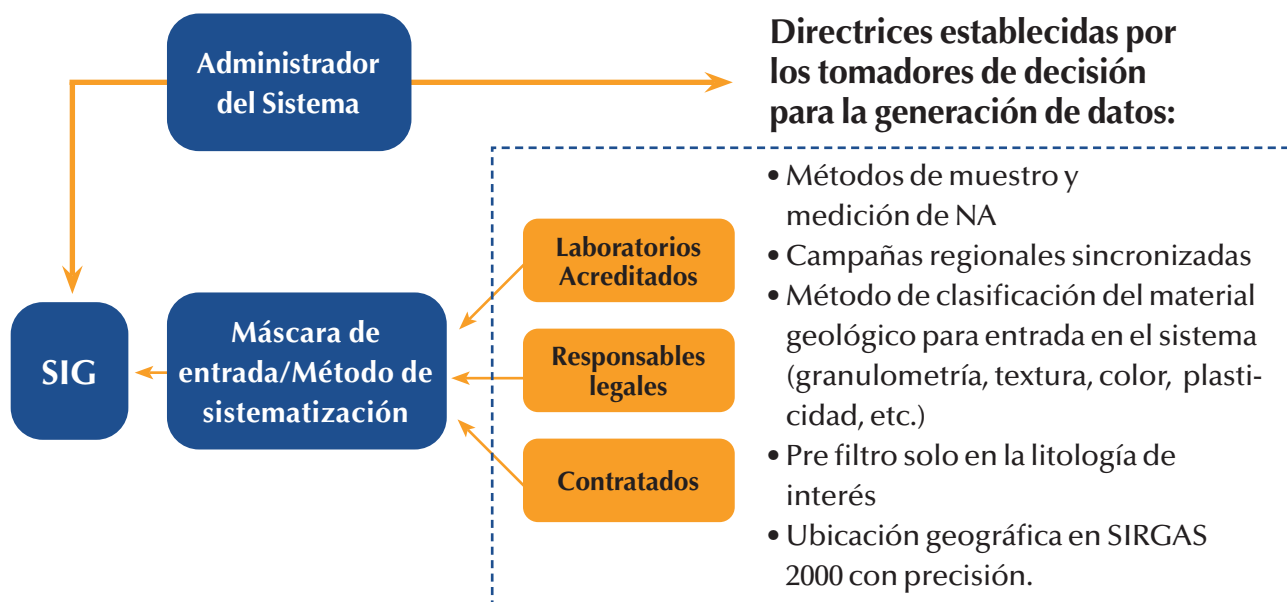 Administrador
del Sistema
Directrices establecidas por
los tomadores de decisión
para la generación de datos:
SIG
Máscara de
entrada/Método de
sistematización
Laboratorios
Acreditados
Responsables
legales
Contratados
• Métodos de muestro y
medición de NA
• Campañas regionales sincronizadas
• Método de clasificación del material
geológico para entrada en el sistema
(granulometría, textura, color, plasti-
cidad, etc.)
• Pre filtro solo en la litología de
interés
• Ubicación geográfica en SIRGAS
2000 con precisión.